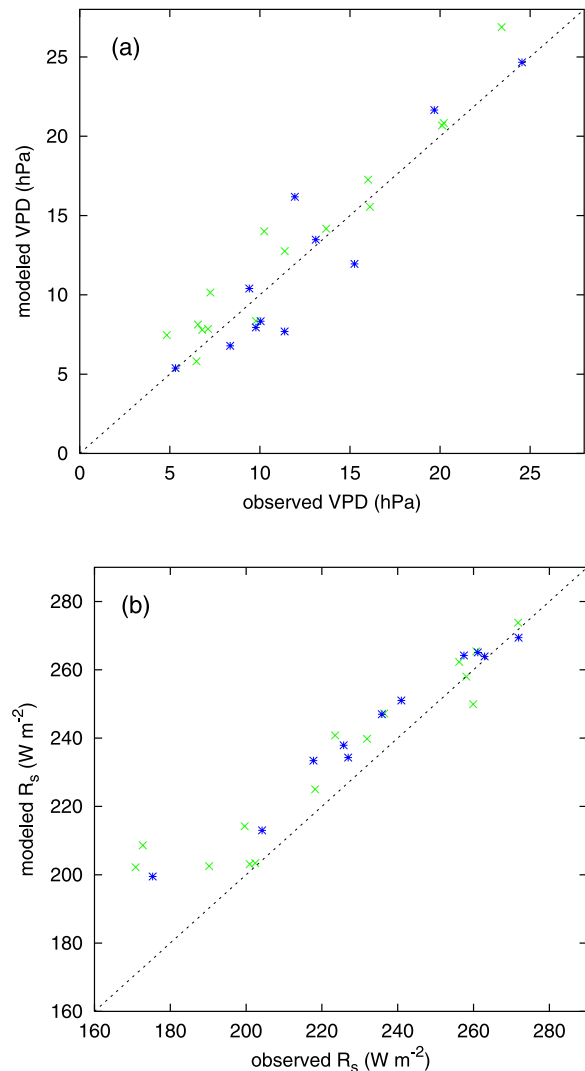 (a)
25
20
15
10
5
0
modeled VPD (hPa)
0 5 10 15 20 25
observed VPD (hPa)
(b)
280
260
240
220
200
180
160
modeled Rs (W m-2)
160 180 200 220 240 260 280
observed Rs (W m-2)